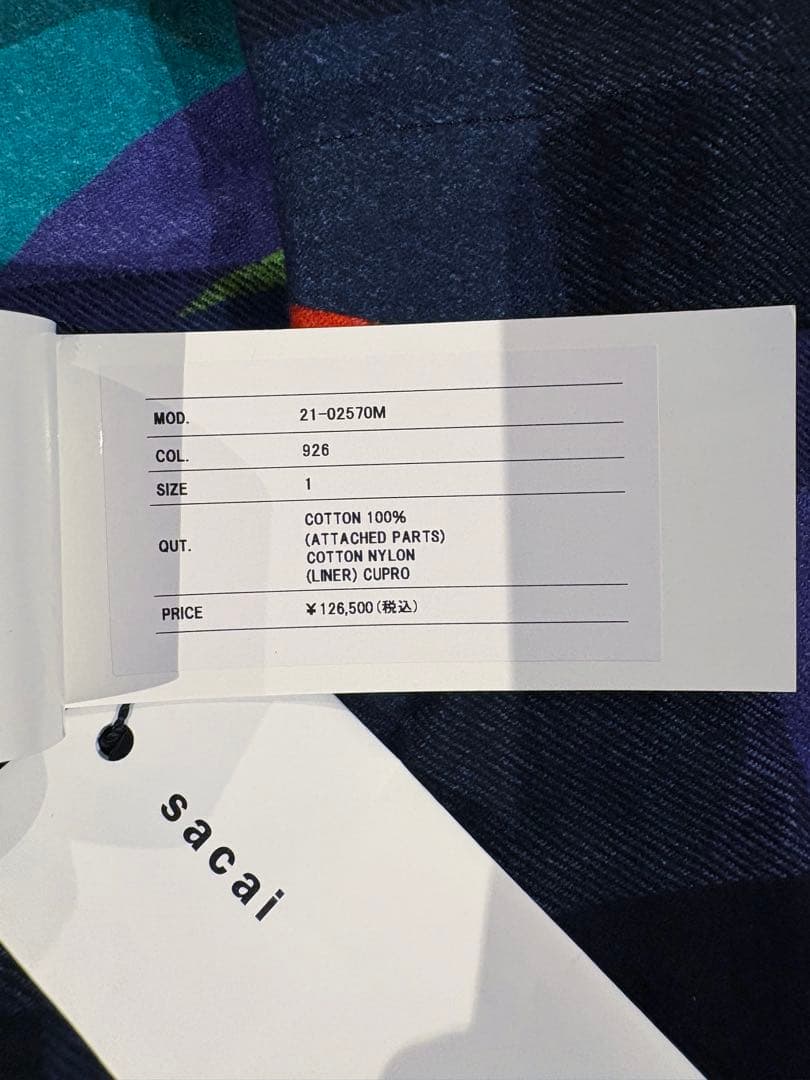 MOD. 21-02570M
COL. 926
SIZE 1
QUT. COTTON 100%
(ATTACHED PARTS)
COTTON NYLON
(LINER) CUPRO
PRICE ¥126,500(税込)
sacai